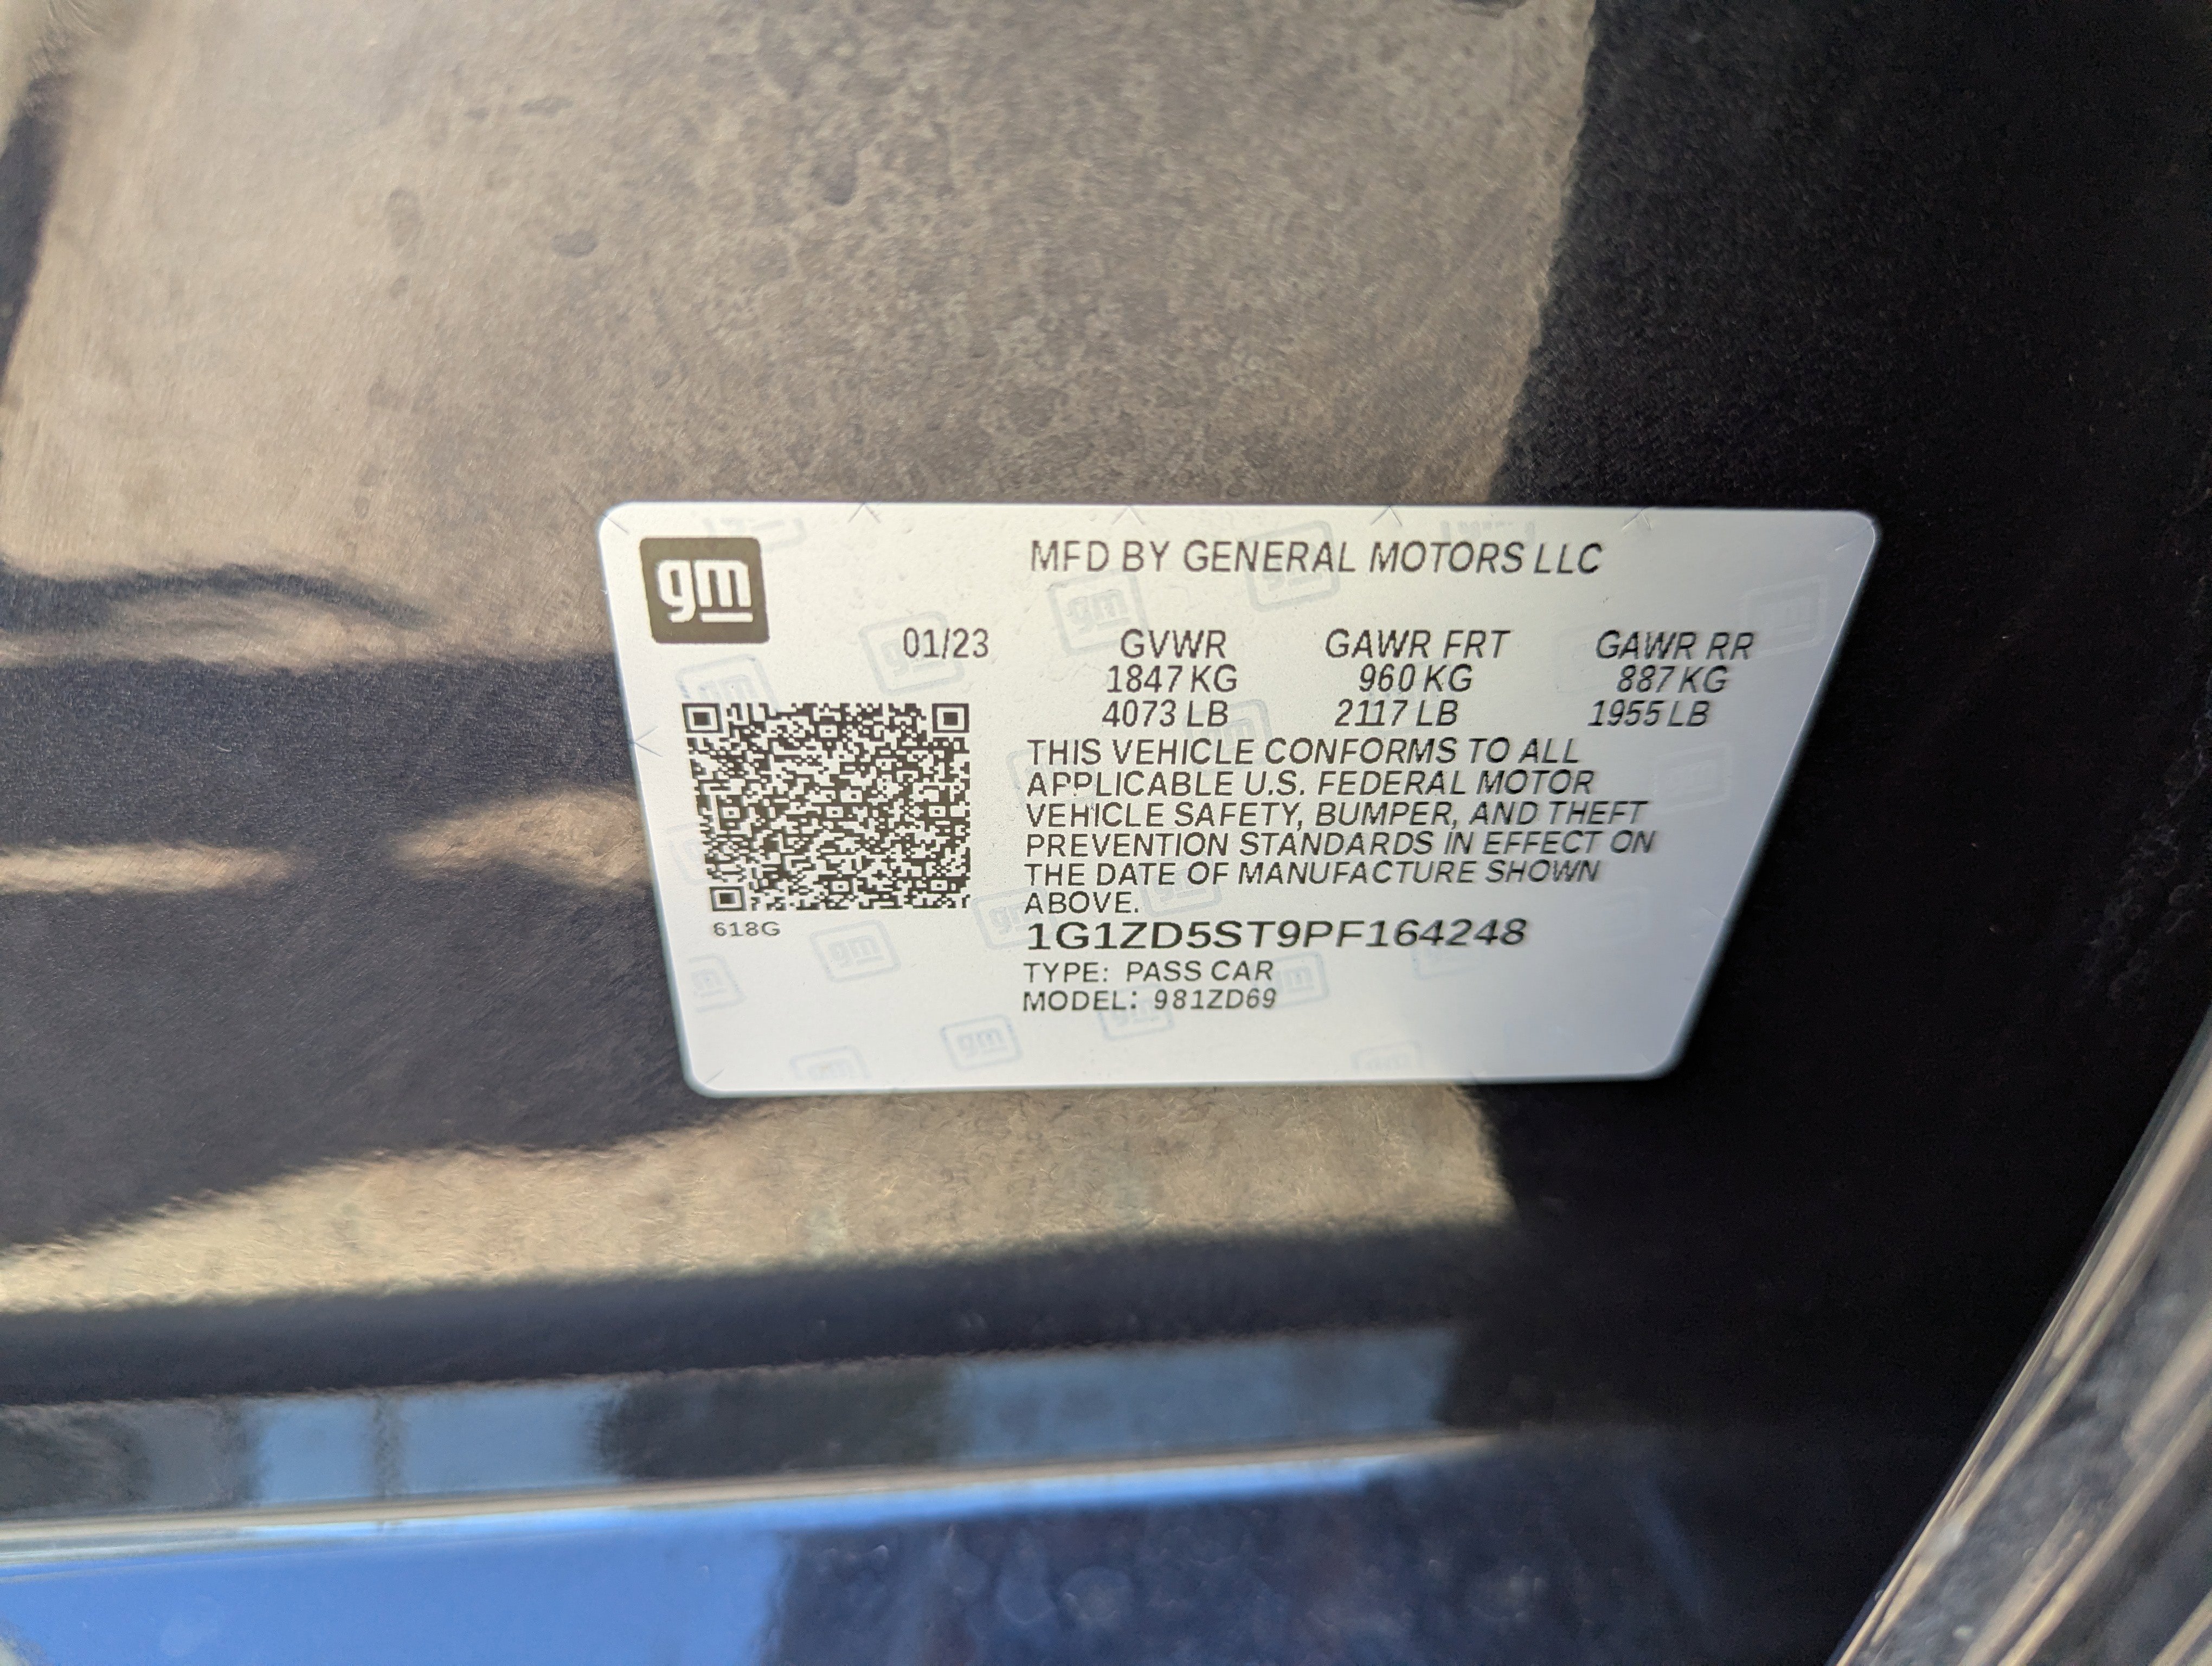 gm
MFD BY GENERAL MOTORS LLC
01/23 GVWR GAWR FRT GAWR RR
1847 KG 960 KG 887 KG
4073 LB 2117 LB 1955 LB
THIS VEHICLE CONFORMS TO ALL
APPLICABLE U.S. FEDERAL MOTOR
VEHICLE SAFETY, BUMPER, AND THEFT
PREVENTION STANDARDS IN EFFECT ON
THE DATE OF MANUFACTURE SHOWN
ABOVE.
618G
1G1ZD5ST9PF164248
TYPE: PASS CAR
MODEL: 981ZD69